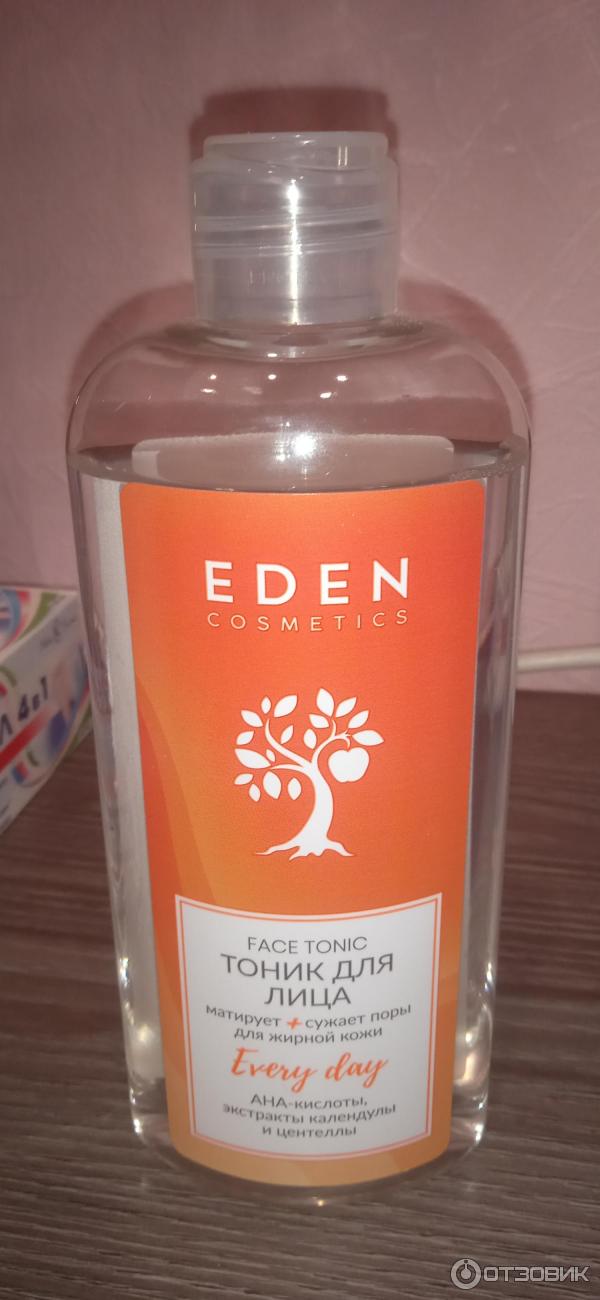 EDEN
COSMETICS
FACE TONIC
ТОНИК ДЛЯ
ЛИЦА
матирует + сужает поры
для жирной кожи
Every day
АНА-кислоты,
экстракты календулы
и центеллы
4в1
ОТЗОВИК